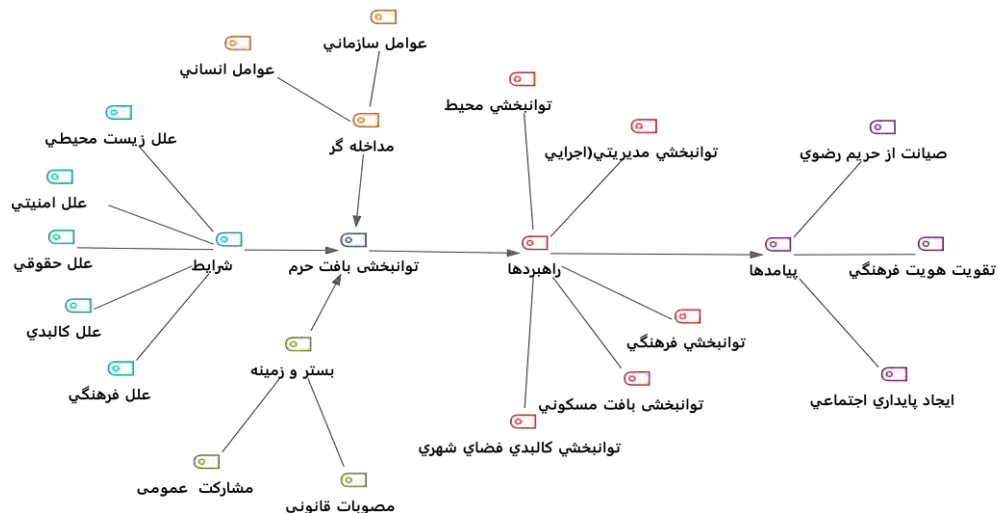 عوامل سازماني
عوامل انساني
مداخله گر
توانبخشي محيط
توانبخشي مديريتي(اجرايي
صيانت از حريم رضوي
علل زيست محيطي
علل امنيتي
علل حقوقي
شرايط
توانبخشی بافت حرم
راهبردها
پيامدها
تقويت هويت فرهنگي
علل كالبدي
علل فرهنگي
بستر و زمينه
توانبخشي فرهنگي
توانبخشی بافت مسكوني
توانبخشي كالبدي فضاي شهري
ايجاد پايداري اجتماعي
مشاركت عمومی
مصوبات قانونی